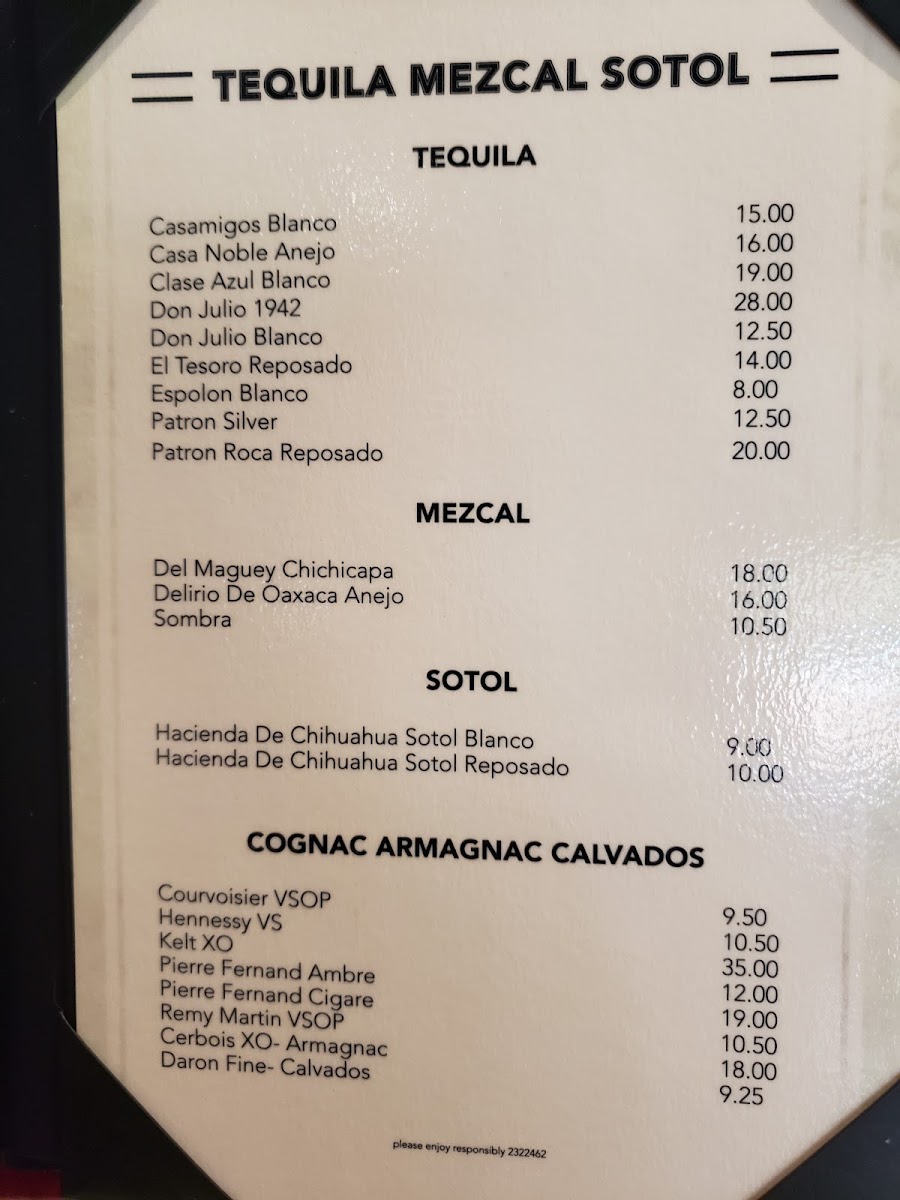 TEQUILA MEZCAL SOTOL
TEQUILA
Casamigos Blanco 15.00
Casa Noble Anejo 16.00
Clase Azul Blanco 19.00
Don Julio 1942 28.00
Don Julio Blanco 12.50
El Tesoro Reposado 14.00
Espolon Blanco 8.00
Patron Silver 12.50
Patron Roca Reposado 20.00
MEZCAL
Del Maguey Chichicapa 18.00
Delirio De Oaxaca Anejo 16.00
Sombra 10.50
SOTOL
Hacienda De Chihuahua Sotol Blanco 9.00
Hacienda De Chihuahua Sotol Reposado 10.00
COGNAC ARMAGNAC CALVADOS
Courvoisier VSOP 9.50
Hennessy VS 10.50
Kelt XO 35.00
Pierre Fernand Ambre 12.00
Pierre Fernand Cigare 19.00
Remy Martin VSOP 10.50
Cerbois XO- Armagnac 18.00
Daron Fine- Calvados 9.25
please enjoy responsibly 2322462